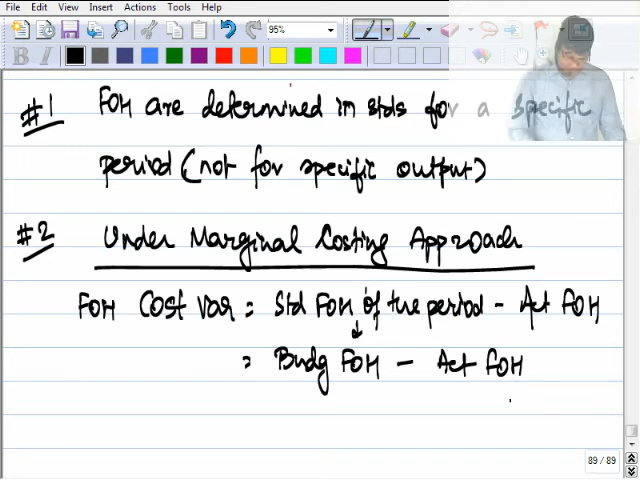 File Edit View Insert Actions Tools Help
95%
B I U
#1 FOH are determined in stds for a specific
period (not for specific output)
#2 Under Marginal Costing Approach
FOH Cost Var = Std FOH of the period - Act FOH
= Budg FOH - Act FOH
89 / 89